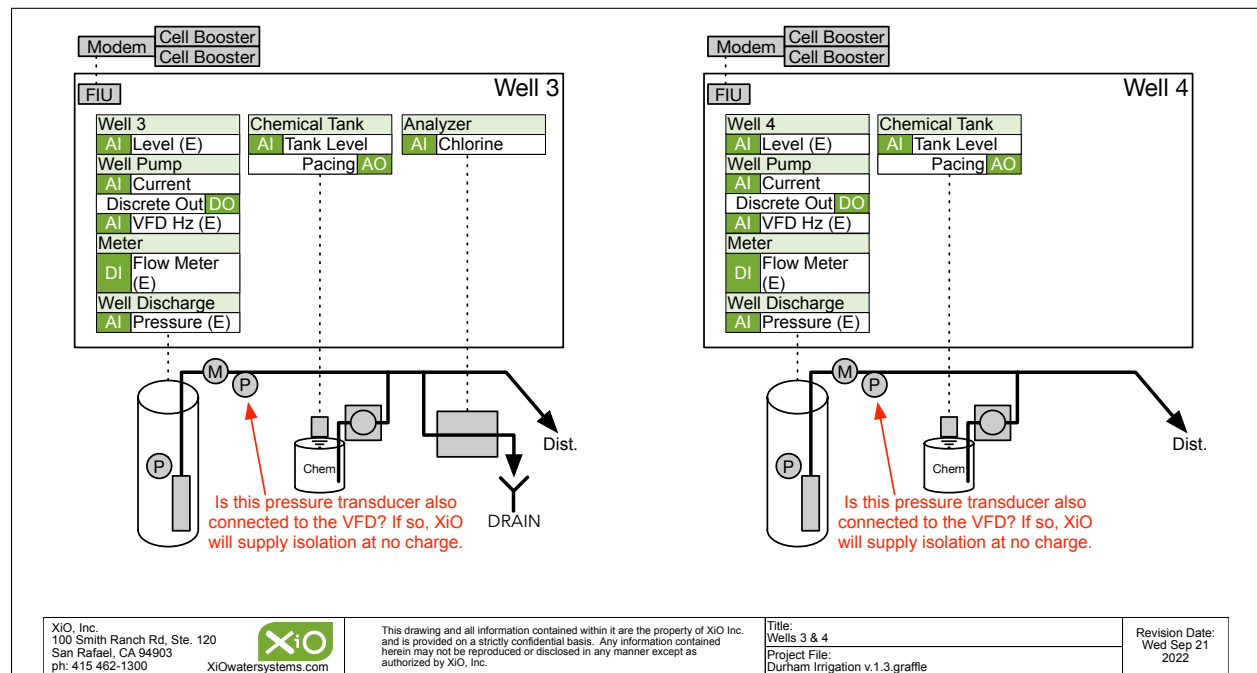 Modem
Cell Booster
Cell Booster
FIU
Well 3
Well 3
AI Level (E)
Well Pump
AI Current
Discrete Out DO
AI VFD Hz (E)
Meter
DI Flow Meter
(E)
Well Discharge
AI Pressure (E)
Chemical Tank
AI Tank Level
Pacing AO
Analyzer
AI Chlorine
M
P
P
Chem
Dist.
DRAIN
Is this pressure transducer also
connected to the VFD? If so, XiO
will supply isolation at no charge.
Modem
Cell Booster
Cell Booster
FIU
Well 4
Well 4
AI Level (E)
Well Pump
AI Current
Discrete Out DO
AI VFD Hz (E)
Meter
DI Flow Meter
(E)
Well Discharge
AI Pressure (E)
Chemical Tank
AI Tank Level
Pacing AO
M
P
P
Chem
Dist.
Is this pressure transducer also
connected to the VFD? If so, XiO
will supply isolation at no charge.
XiO, Inc.
100 Smith Ranch Rd, Ste. 120
San Rafael, CA 94903
ph: 415 462-1300
XiO
XiOwatersystems.com
This drawing and all information contained within it are the property of XiO Inc.
and is provided on a strictly confidential basis. Any information contained
herein may not be reproduced or disclosed in any manner except as
authorized by XiO, Inc.
Title:
Wells 3 & 4
Project File:
Durham Irrigation v.1.3.graffle
Revision Date:
Wed Sep 21
2022